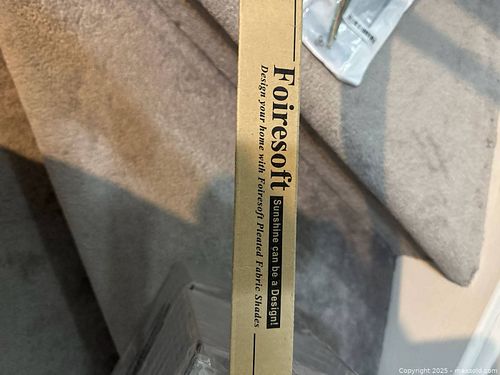 Foiresoft Sunshine can be a Design!
Design your home with Foiresoft Pleated Fabric Shades
Copyright 2025 - maxsold.com